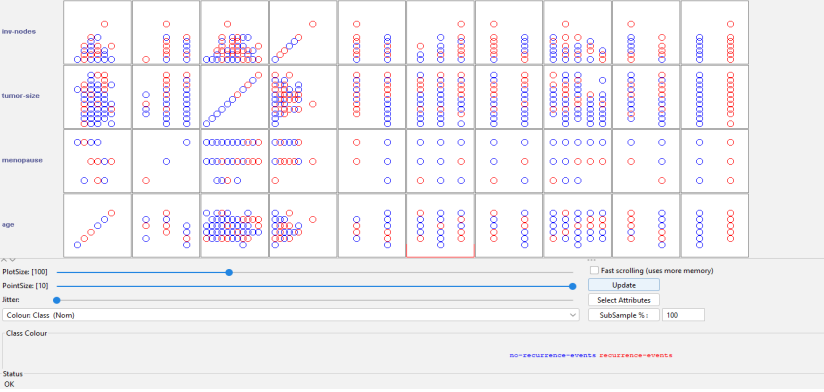 inv-nodes
tumor-size
menopause
age
PlotSize: [100]
Fast scrolling (uses more memory)
PointSize: [10]
Update
Jitter:
Select Attributes
Colour: Class (Nom)
SubSample % :
100
Class Colour
no-recurrence-events recurrence-events
Status
OK